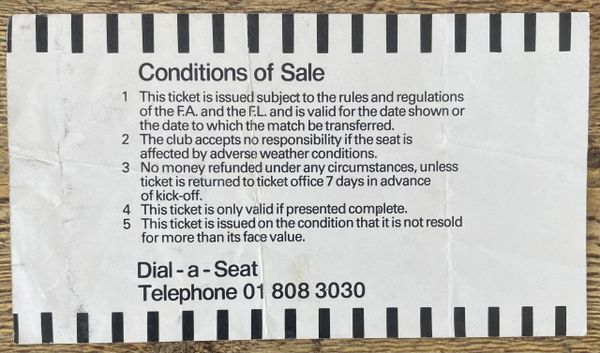 Conditions of Sale
1 This ticket is issued subject to the rules and regulations
of the F.A. and the F.L. and is valid for the date shown or
the date to which the match be transferred.
2 The club accepts no responsibility if the seat is
affected by adverse weather conditions.
3 No money refunded under any circumstances, unless
ticket is returned to ticket office 7 days in advance
of kick-off.
4 This ticket is only valid if presented complete.
5 This ticket is issued on the condition that it is not resold
for more than its face value.
Dial-a-Seat
Telephone 01 808 3030